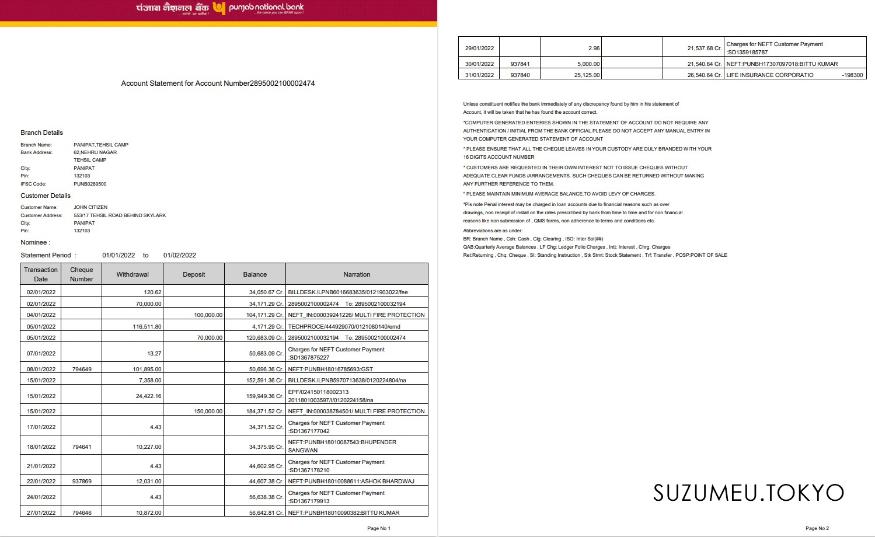 पंजाब नैशनल बैंक punjab national bank
Account Statement for Account Number2895002100002474
Branch Details
Branch Name: PANIPAT,TEHSIL CAMP
Bank Address: 62,NEHRU NAGAR
TEHSIL CAMP
City: PANIPAT
Pin: 132103
IFSC Code: PUNB0289500
Customer Details
Customer Name: JOHN CITIZEN
Customer Address: 553/17 TEHSIL ROAD BEHIND SKYLARK
City: PANIPAT
Pin: 132103
Nominee :
Statement Period : 01/01/2022 to 01/02/2022
Transaction Date Cheque Number Withdrawal Deposit Balance Narration
02/01/2022 120.62 34,050.67 Cr. BILLDESK.I.PNB6016683635/0121903022/fee
02/01/2022 70,000.00 34,171.29 Cr. 2895002100002474 To: 2895002100032194
04/01/2022 100,000.00 104,171.29 Cr. NEFT_IN:000039241226/ MULTI FIRE PROTECTION
05/01/2022 116,511.80 4,171.29 Cr. TECHPROCE/444929070/0121060140/emd
05/01/2022 70,000.00 120,683.09 Cr. 2895002100032194 To: 2895002100002474
07/01/2022 13.27 50,683.09 Cr. Charges for NEFT Customer Payment
:SD1367875227
08/01/2022 794649 101,895.00 50,696.36 Cr. NEFT:PUNBH18016785693:GST
15/01/2022 7,358.00 152,591.36 Cr. BILLDESK.I.PNB5970713638/0120224804/na
15/01/2022 24,422.16 159,949.36 Cr. EPF/024150118002313
2011801003597///0120224158/na
15/01/2022 150,000.00 184,371.52 Cr. NEFT_IN:000038784501/ MULTI FIRE PROTECTION
17/01/2022 4.43 34,371.52 Cr. Charges for NEFT Customer Payment
:SD1367177042
18/01/2022 794641 10,227.00 34,375.95 Cr. NEFT:PUNBH18010087543:BHUPENDER
SANGWAN
21/01/2022 4.43 44,602.95 Cr. Charges for NEFT Customer Payment
:SD1367178210
22/01/2022 937869 12,031.00 44,607.38 Cr. NEFT:PUNBH18010088611:ASHOK BHARDWAJ
24/01/2022 4.43 56,638.38 Cr. Charges for NEFT Customer Payment
:SD1367179913
27/01/2022 794646 10,872.00 56,642.81 Cr. NEFT:PUNBH18010090382:BITTU KUMAR
Page No 1
29/01/2022 2.96 21,537.68 Cr. Charges for NEFT Customer Payment
:SD1359185787
30/01/2022 937841 5,000.00 21,540.64 Cr. NEFT:PUNBH17307097018:BITTU KUMAR
31/01/2022 937840 25,125.00 26,540.64 Cr. LIFE INSURANCE CORPORATIO -198300
Unless constituent notifies the bank immediately of any discrepancy found by him in his statement of
Account, it will be taken that he has found the account correct.
*COMPUTER GENERATED ENTERIES SHOWN IN THE STATEMENT OF ACCOUNT DO NOT REQUIRE ANY
AUTHENTICATION / INITIAL FROM THE BANK OFFICIAL,PLEASE DO NOT ACCEPT ANY MANUAL ENTRY IN
YOUR COMPUTER GENERATED STATEMENT OF ACCOUNT.
* PLEASE ENSURE THAT ALL THE CHEQUE LEAVES IN YOUR CUSTODY ARE DULY BRANDED WITH YOUR
16 DIGITS ACCOUNT NUMBER
* CUSTOMERS ARE REQUESTED IN THEIR OWN INTEREST NOT TO ISSUE CHEQUES WITHOUT
ADEQUATE CLEAR FUNDS /ARRANGEMENTS. SUCH CHEQUES CAN BE RETURNED WITHOUT MAKING
ANY FURTHER REFERENCE TO THEM.
* PLEASE MAINTAIN MINIMUM AVERAGE BALANCE,TO AVOID LEVY OF CHARGES.
*Pls note Penal interest may be charged in loan accounts due to financial reasons such as over
drawings, non receipt of install on the rates prescribed by bank from time to time and for non financial
reasons like non submission of , QMS forms, non adherence to terms and conditions etc.
Abbreviations are as under:
BR: Branch Name , Csh: Cash , Clg: Clearing , ISO: Inter Sol(##)
QAB:Quarterly Average Balances , LF Chg: Ledger Folio Charges , Intt: Interest , Chrg: Charges
Ret:Returning , Chq: Cheque , SI: Standing Instruction , Stk Stmt: Stock Statement , Trf: Transfer , POSP:POINT OF SALE
SUZUMEU.TOKYO
Page No 2